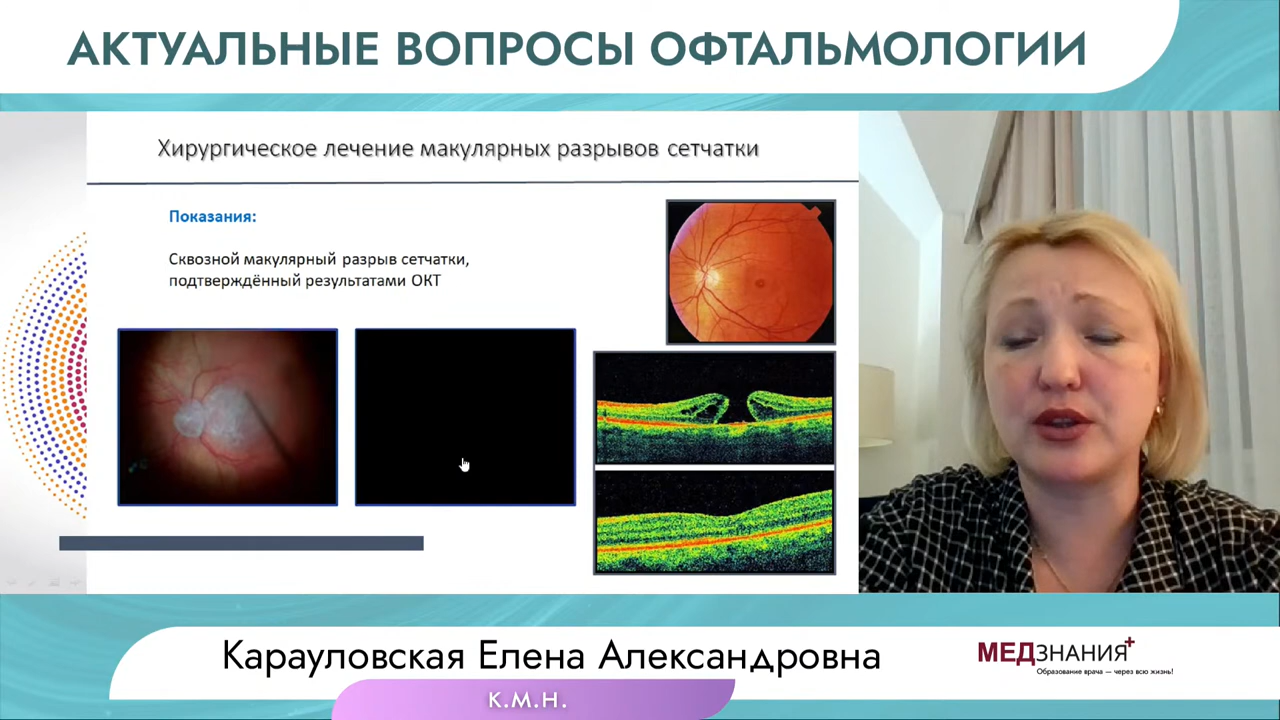 АКТУАЛЬНЫЕ ВОПРОСЫ ОФТАЛЬМОЛОГИИ
Хирургическое лечение макулярных разрывов сетчатки
Показания:
Сквозной макулярный разрыв сетчатки,
подтверждённый результатами ОКТ
Карауловская Елена Александровна
к.м.н.
МЕДЗНАНИЯ+
Образование врача — через всю жизнь!